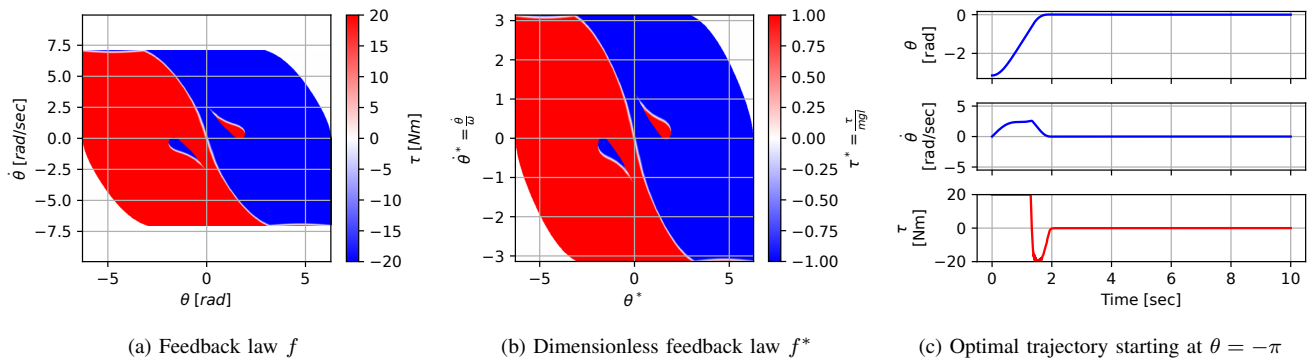 7.5
5.0
2.5
0.0
−2.5
−5.0
−7.5
θ̇ [rad/sec]
−5 0 5
θ [rad]
20
15
10
5
0
−5
−10
−15
−20
τ [Nm]
3
2
1
0
−1
−2
−3
θ̇* = θ̇/ω
−5 0 5
θ*
1.00
0.75
0.50
0.25
0.00
−0.25
−0.50
−0.75
−1.00
τ* = τ/mgl
0
−2
θ
[rad]
5
0
−5
θ̇
[rad/sec]
20
0
−20
τ
[Nm]
0 2 4 6 8 10
Time [sec]
(a) Feedback law f
(b) Dimensionless feedback law f*
(c) Optimal trajectory starting at θ = −π